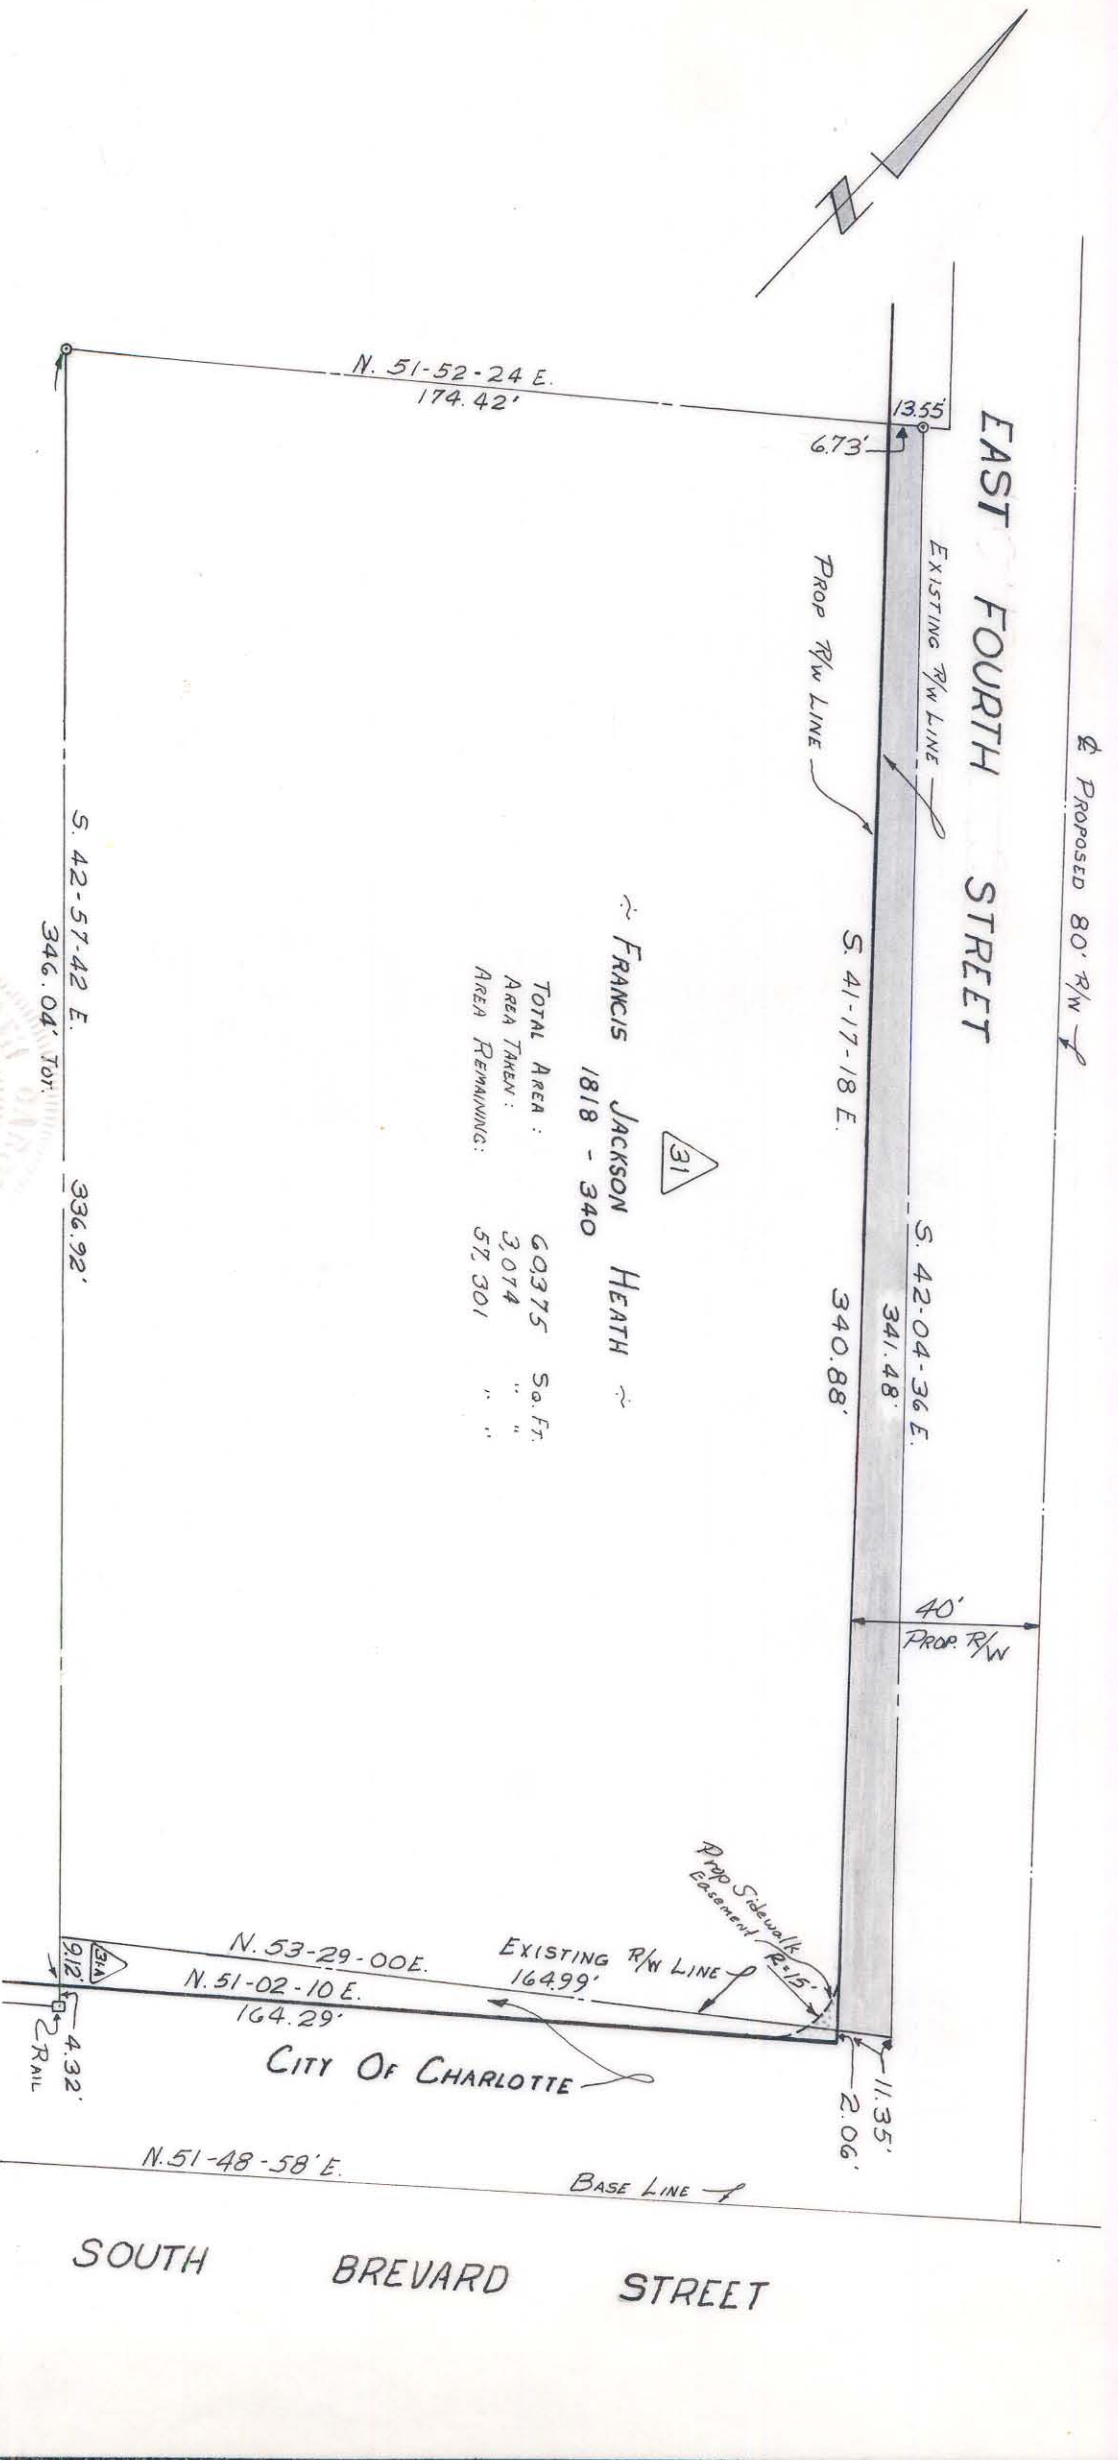 ℄ PROPOSED 80' R/W
EAST FOURTH STREET
EXISTING R/W LINE
13.55'
6.73'
PROP R/W LINE
S. 42-04-36 E.
341.48'
S. 41-17-18 E.
340.88'
40'
PROP. R/W
N. 51-52-24 E.
174.42'
31
~ FRANCIS JACKSON HEATH ~
1818 - 340
TOTAL AREA : 60,375 SQ. FT.
AREA TAKEN : 3,074 " "
AREA REMAINING: 57,301 " "
S. 42-57-42 E.
346.04' TOT.
336.92'
Prop Sidewalk
Easement
R=15'
11.35'
2.06'
EXISTING R/W LINE
N. 53-29-00 E.
164.99'
N. 51-02-10 E.
164.29'
31A
9.12'
4.32'
RAIL
CITY OF CHARLOTTE
N. 51-48-58' E.
BASE LINE
SOUTH BREVARD STREET
N